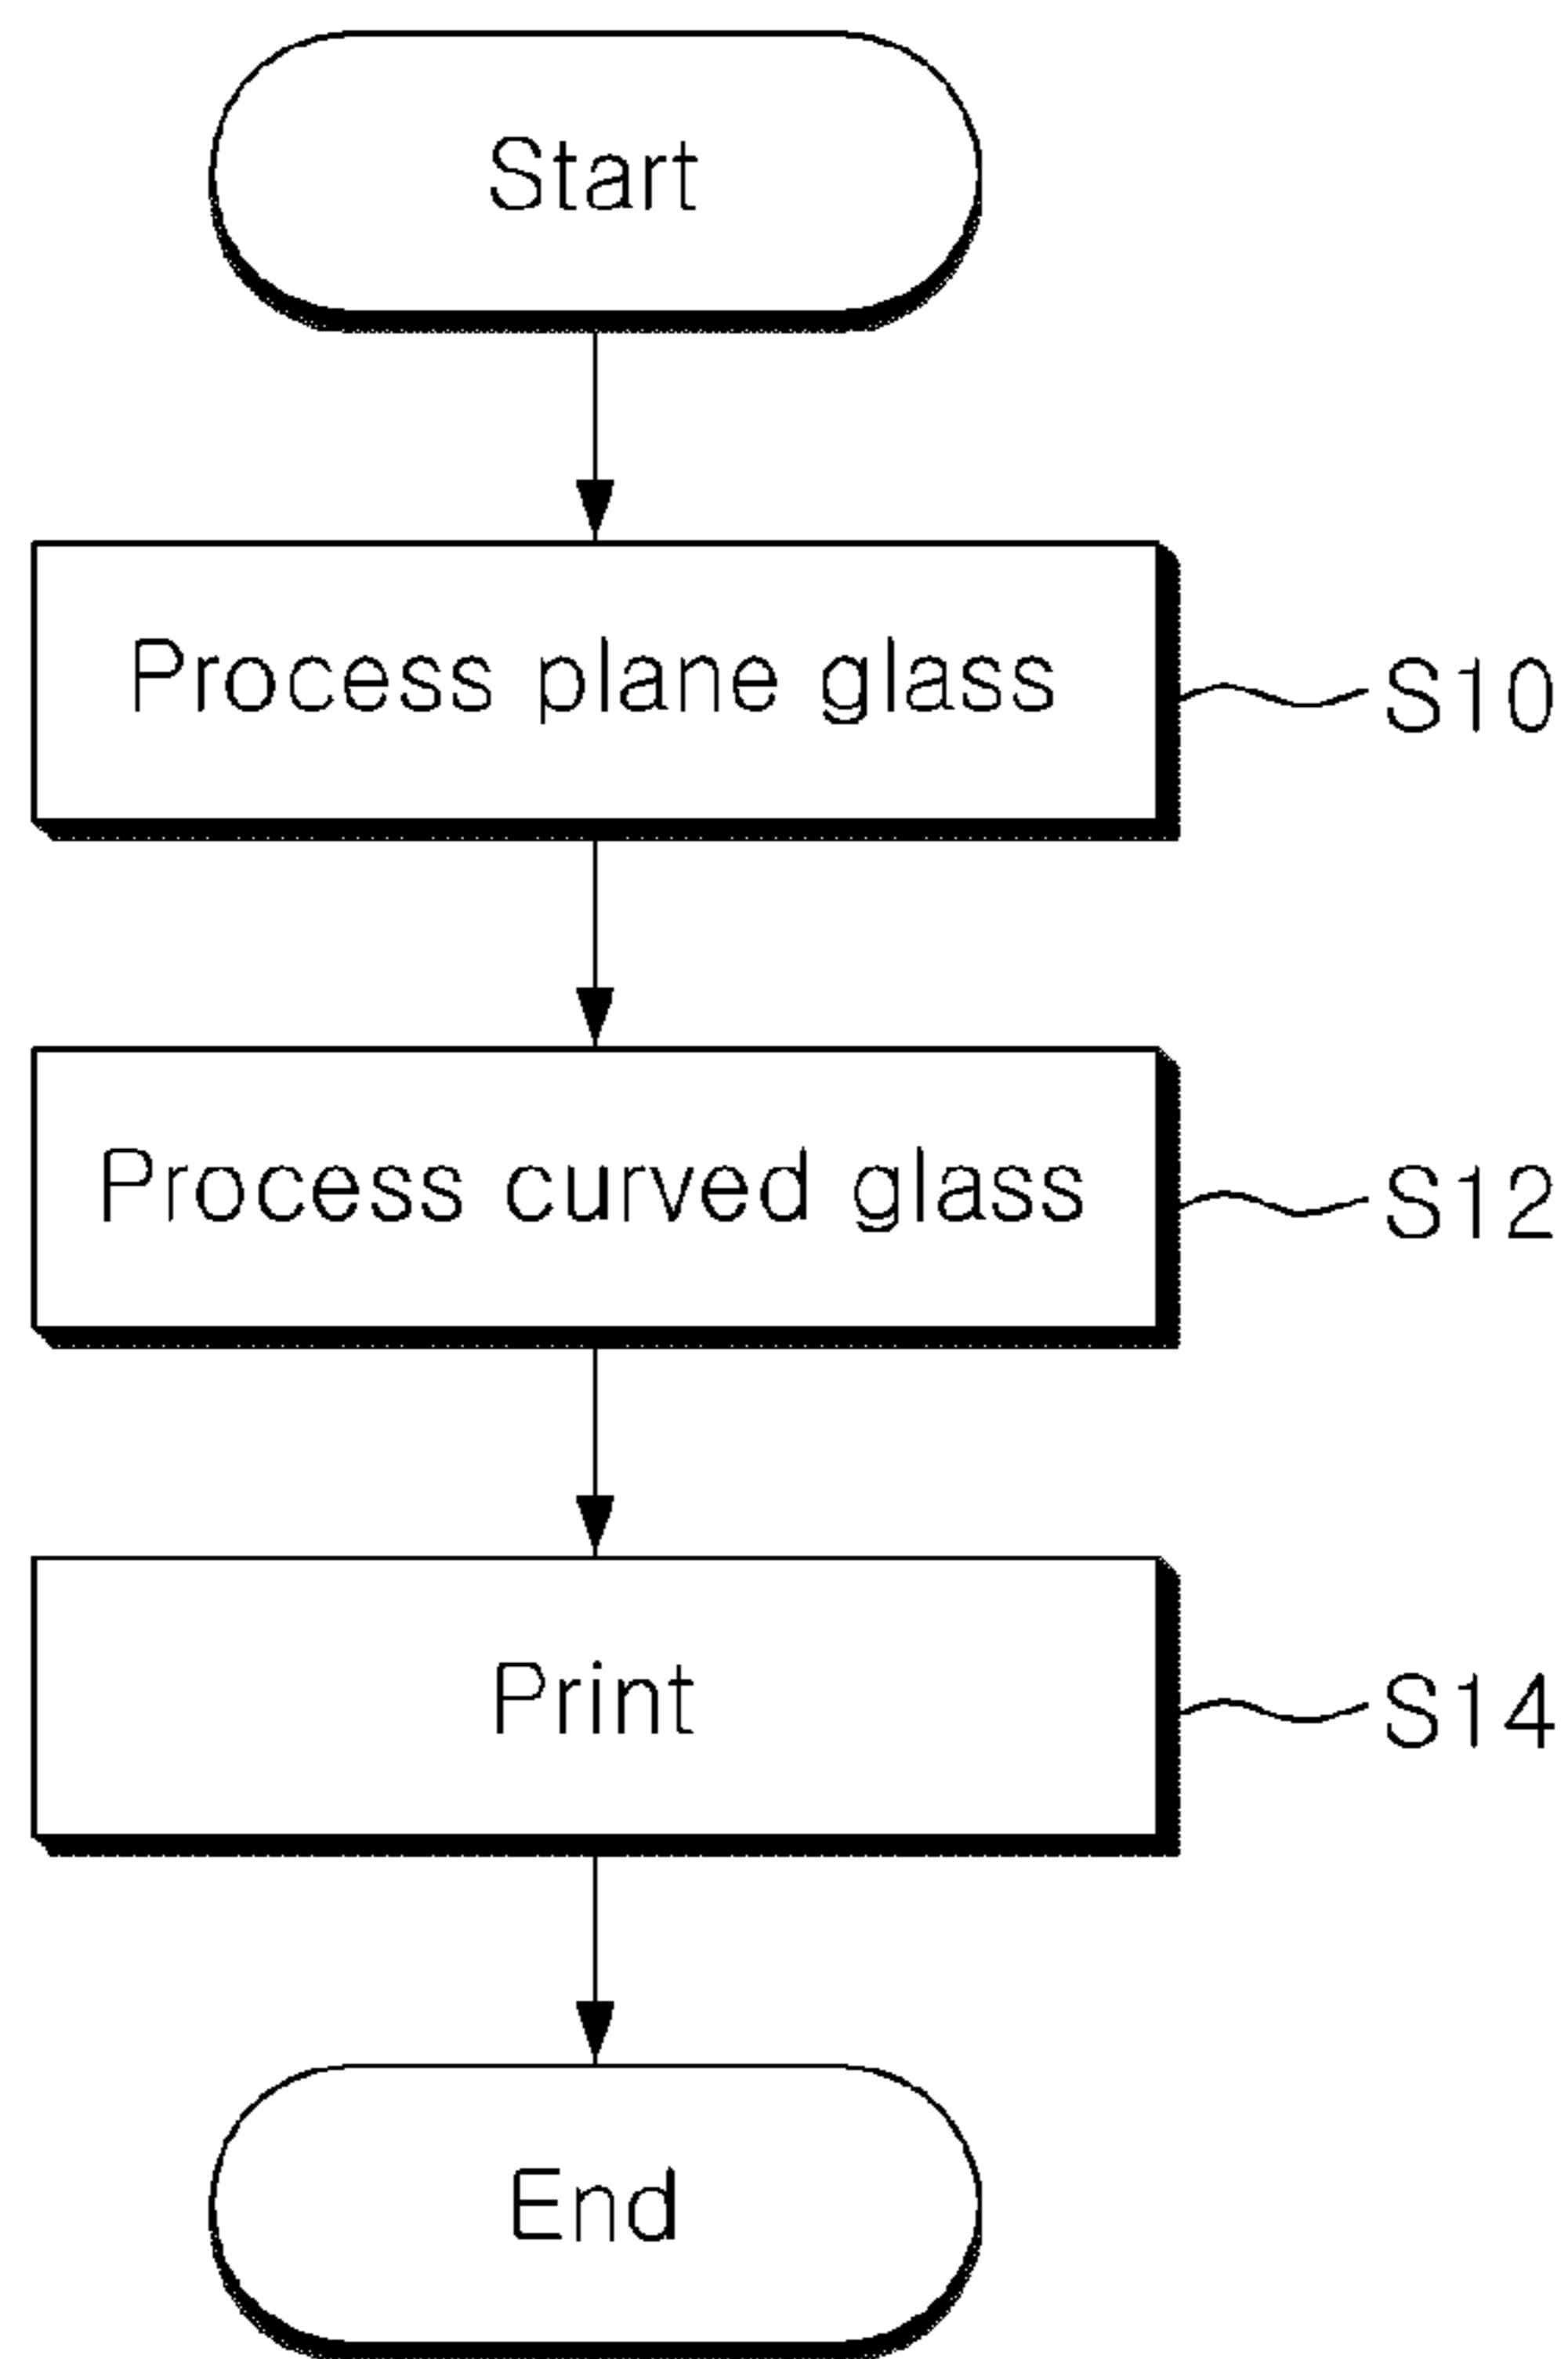 Start
Process plane glass
S10
Process curved glass
S12
Print
S14
End